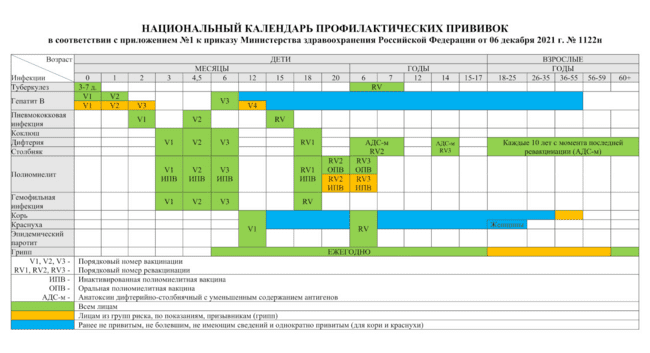 НАЦИОНАЛЬНЫЙ КАЛЕНДАРЬ ПРОФИЛАКТИЧЕСКИХ ПРИВИВОК
в соответствии с приложением №1 к приказу Министерства здравоохранения Российской Федерации от 06 декабря 2021 г. № 1122н
Возраст ДЕТИ ВЗРОСЛЫЕ
МЕСЯЦЫ ГОДЫ ГОДЫ
Инфекции 0 1 2 3 4,5 6 12 15 18 20 6 7 12 14 15-17 18-25 26-35 36-55 56-59 60+
Туберкулез 3-7 д. RV
Гепатит В V1 V2 V3
V1 V2 V3 V4
Пневмококковая инфекция V1 V2 RV
Коклюш
Дифтерия V1 V2 V3 RV1 АДС-м RV2 АДС-м RV3 Каждые 10 лет с момента последней ревакцинации (АДС-м)
Столбняк
Полиомиелит V1 ИПВ V2 ИПВ V3 ИПВ RV1 ИПВ RV2 ОПВ RV3 ОПВ
RV2 ИПВ RV3 ИПВ
Гемофильная инфекция V1 V2 V3 RV
Корь
Краснуха V1 RV Женщины
Эпидемический паротит
Грипп ЕЖЕГОДНО
V1, V2, V3 - Порядковый номер вакцинации
RV1, RV2, RV3 - Порядковый номер ревакцинации
ИПВ - Инактивированная полиомиелитная вакцина
ОПВ - Оральная полиомиелитная вакцина
АДС-м - Анатоксин дифтерийно-столбнячный с уменьшенным содержанием антигенов
Всем лицам
Лицам из групп риска, по показаниям, призывникам (грипп)
Ранее не привитым, не болевшим, не имеющим сведений и однократно привитым (для кори и краснухи)